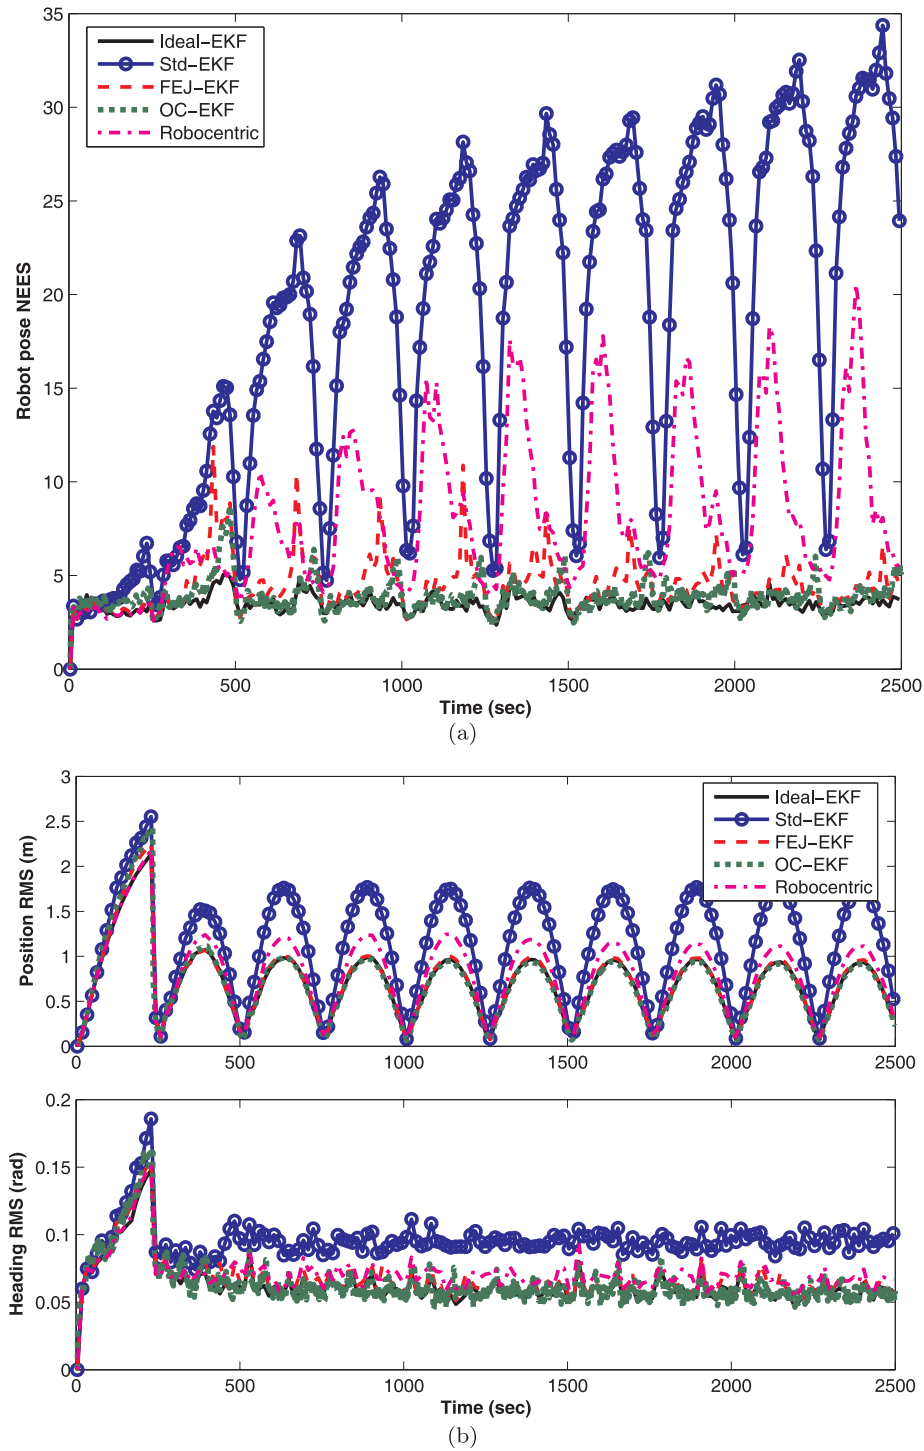 35
30
25
20
15
10
5
0
Robot pose NEES
Ideal-EKF
Std-EKF
FEJ-EKF
OC-EKF
Robocentric
0 500 1000 1500 2000 2500
Time (sec)
(a)
3
2.5
2
1.5
1
0.5
0
Position RMS (m)
Ideal-EKF
Std-EKF
FEJ-EKF
OC-EKF
Robocentric
0 500 1000 1500 2000 2500
0.2
0.15
0.1
0.05
0
Heading RMS (rad)
0 500 1000 1500 2000 2500
Time (sec)
(b)